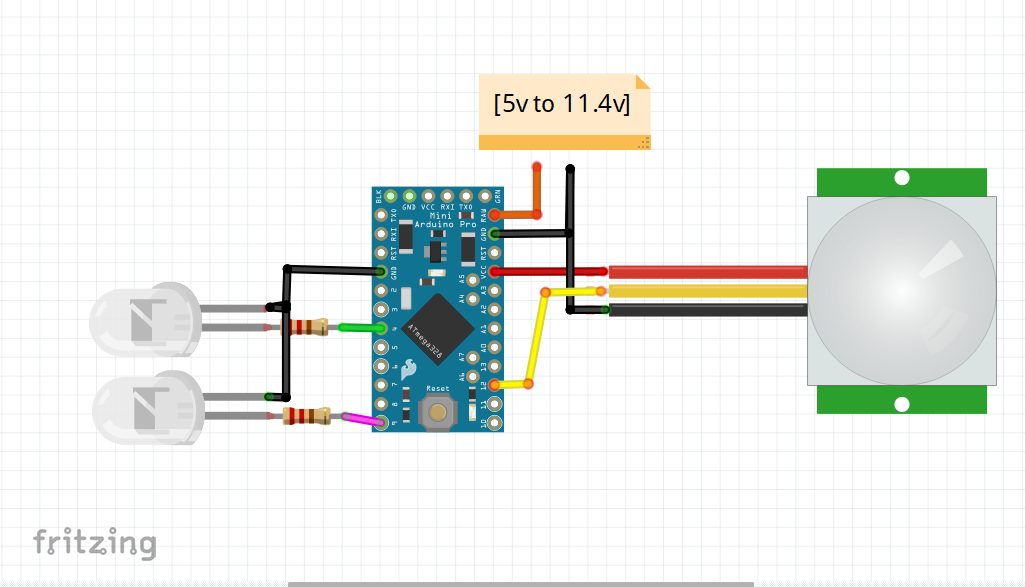 [5v to 11.4v]
BLK
GND VCC RXI TXO
GRN
Mini
Arduino Pro
TXO
RXI
RST
GND
2
3
4
5
6
7
8
9
RAW
GND
RST
VCC
A3
A2
A1
A0
13
12
11
10
A5
A4
A7
A6
ATmega328
Reset
fritzing